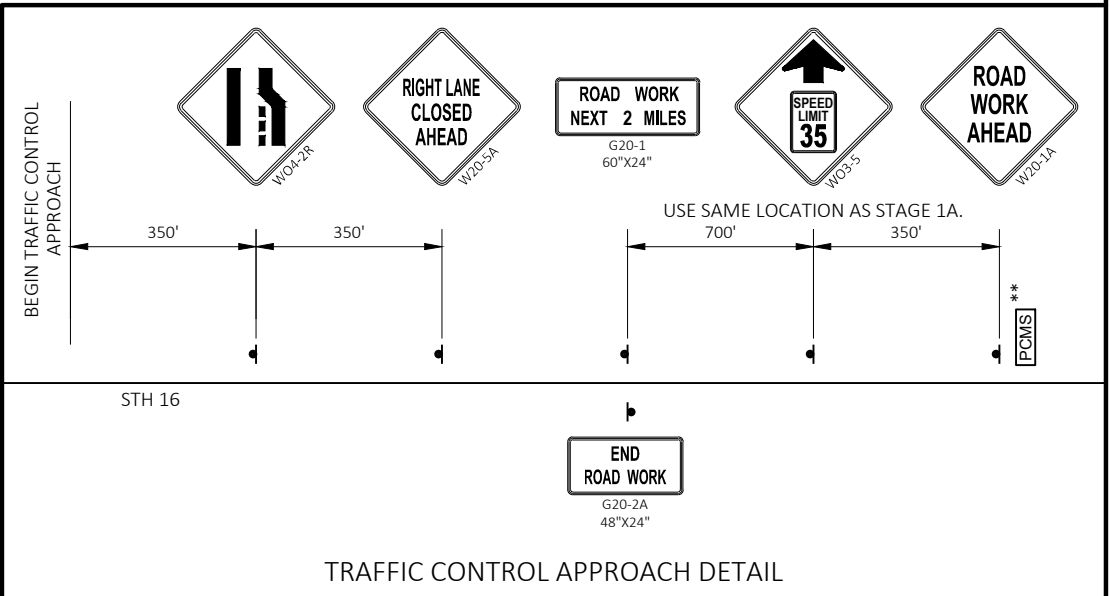 BEGIN TRAFFIC CONTROL
APPROACH
WO4-2R
RIGHT LANE
CLOSED
AHEAD
W20-5A
ROAD WORK
NEXT 2 MILES
G20-1
60"X24"
SPEED
LIMIT
35
WO3-5
ROAD
WORK
AHEAD
W20-1A
USE SAME LOCATION AS STAGE 1A.
350'
350'
700'
350'
**
PCMS
STH 16
END
ROAD WORK
G20-2A
48"X24"
TRAFFIC CONTROL APPROACH DETAIL